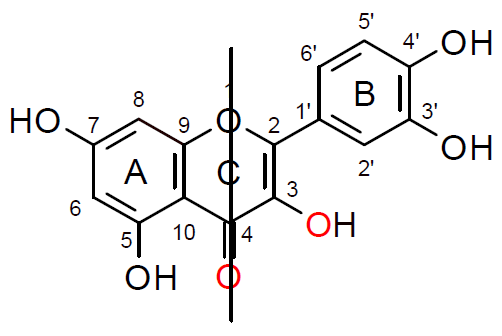 5'
6' 4' OH
8 1 B
HO 7 9 O 2 1' 3'
A C 2' OH
6 3
5 10 4 OH
OH O